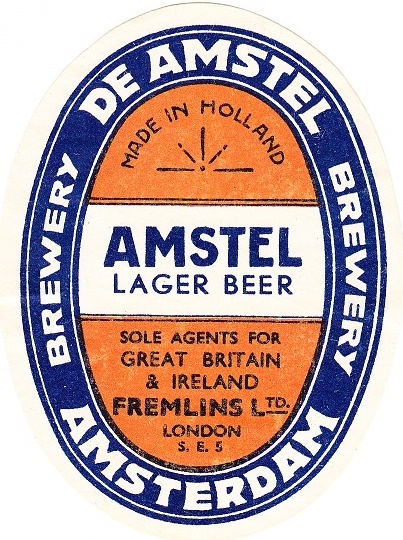 DE AMSTEL
BREWERY
BREWERY
AMSTERDAM
MADE IN HOLLAND
AMSTEL
LAGER BEER
SOLE AGENTS FOR
GREAT BRITAIN
& IRELAND
FREMLINS LTD.
LONDON
S. E. 5